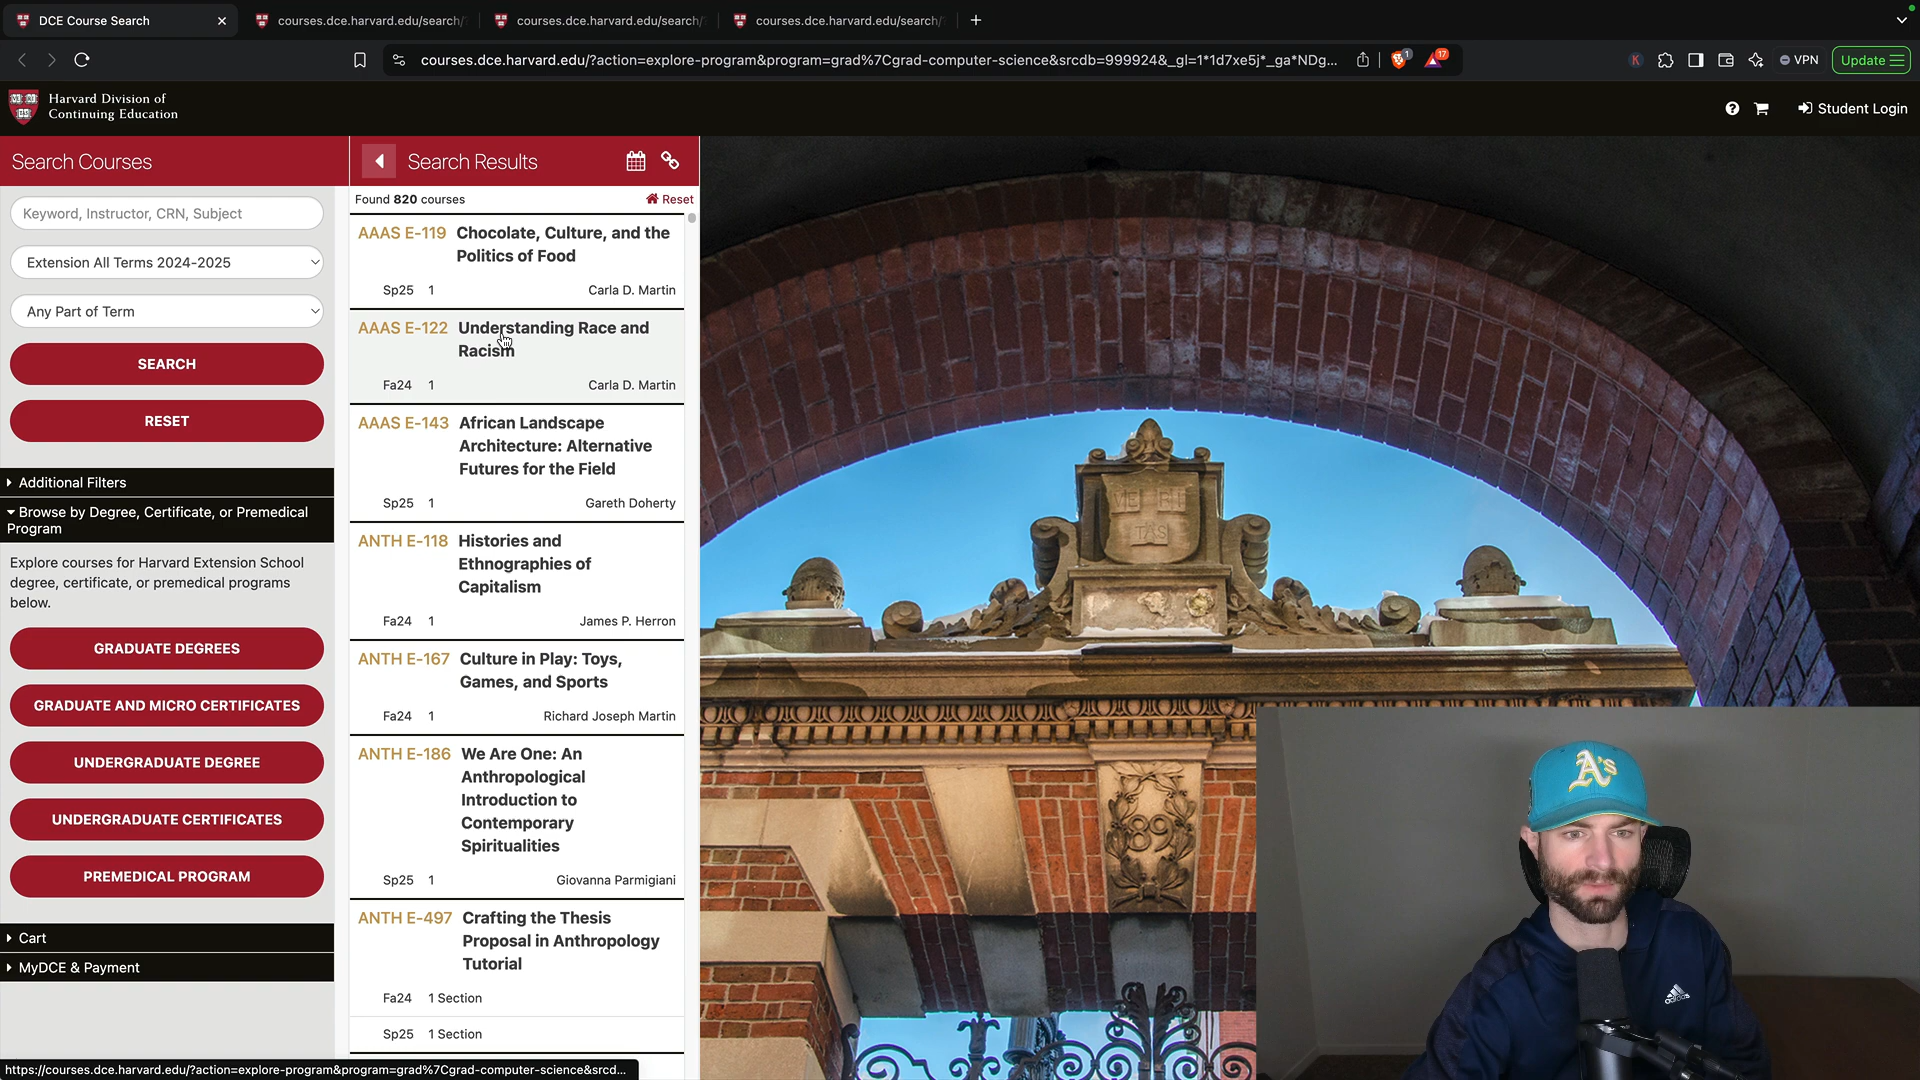 DCE Course Search
courses.dce.harvard.edu/search/
courses.dce.harvard.edu/search/
courses.dce.harvard.edu/search/
courses.dce.harvard.edu/?action=explore-program&program=grad%7Cgrad-computer-science&srcdb=999924&_gl=1*1d7xe5j*_ga*NDg...
1
17
K
VPN
Update
Harvard Division of
Continuing Education
Student Login
Search Courses
Keyword, Instructor, CRN, Subject
Extension All Terms 2024-2025
Any Part of Term
SEARCH
RESET
Additional Filters
Browse by Degree, Certificate, or Premedical
Program
Explore courses for Harvard Extension School
degree, certificate, or premedical programs
below.
GRADUATE DEGREES
GRADUATE AND MICRO CERTIFICATES
UNDERGRADUATE DEGREE
UNDERGRADUATE CERTIFICATES
PREMEDICAL PROGRAM
Cart
MyDCE & Payment
Search Results
Found 820 courses
Reset
AAAS E-119 Chocolate, Culture, and the
Politics of Food
Sp25 1 Carla D. Martin
AAAS E-122 Understanding Race and
Racism
Fa24 1 Carla D. Martin
AAAS E-143 African Landscape
Architecture: Alternative
Futures for the Field
Sp25 1 Gareth Doherty
ANTH E-118 Histories and
Ethnographies of
Capitalism
Fa24 1 James P. Herron
ANTH E-167 Culture in Play: Toys,
Games, and Sports
Fa24 1 Richard Joseph Martin
ANTH E-186 We Are One: An
Anthropological
Introduction to
Contemporary
Spiritualities
Sp25 1 Giovanna Parmigiani
ANTH E-497 Crafting the Thesis
Proposal in Anthropology
Tutorial
Fa24 1 Section
Sp25 1 Section
https://courses.dce.harvard.edu/?action=explore-program&program=grad%7Cgrad-computer-science&srcd...
VE RI
TAS
89
A's
adidas